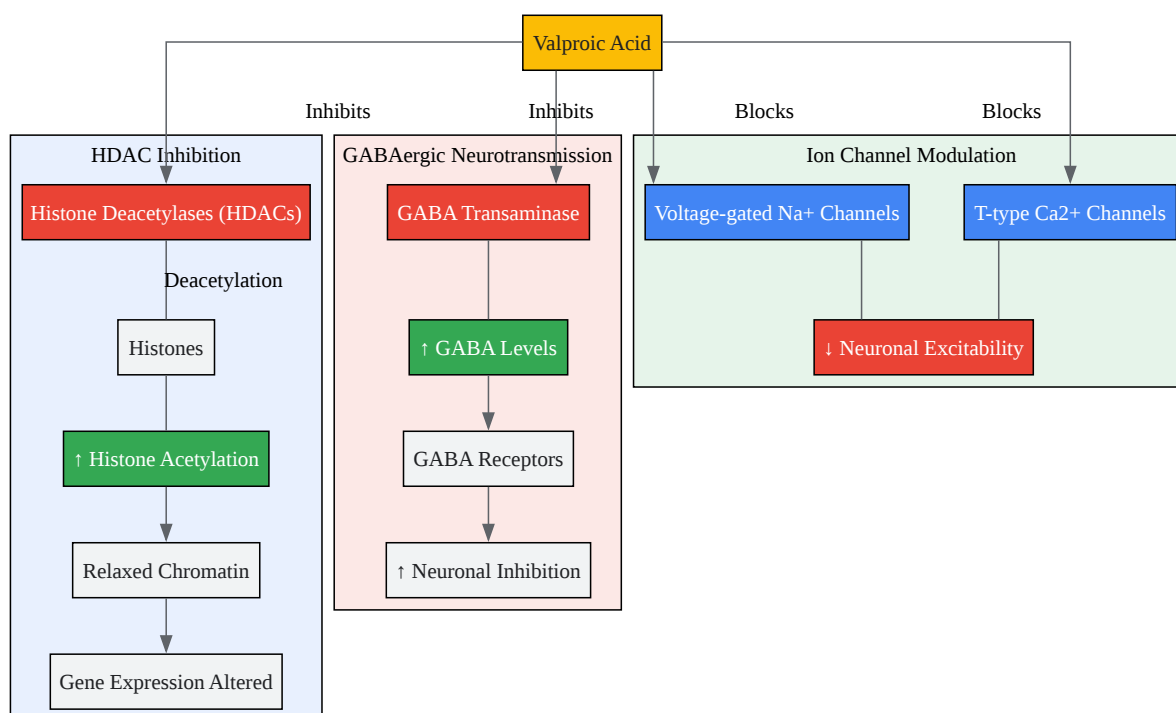 Valproic Acid
Inhibits
Inhibits
Blocks
Blocks
HDAC Inhibition
GABAergic Neurotransmission
Ion Channel Modulation
Histone Deacetylases (HDACs)
GABA Transaminase
Voltage-gated Na+ Channels
T-type Ca2+ Channels
Deacetylation
Histones
↑ GABA Levels
↓ Neuronal Excitability
↑ Histone Acetylation
GABA Receptors
Relaxed Chromatin
↑ Neuronal Inhibition
Gene Expression Altered